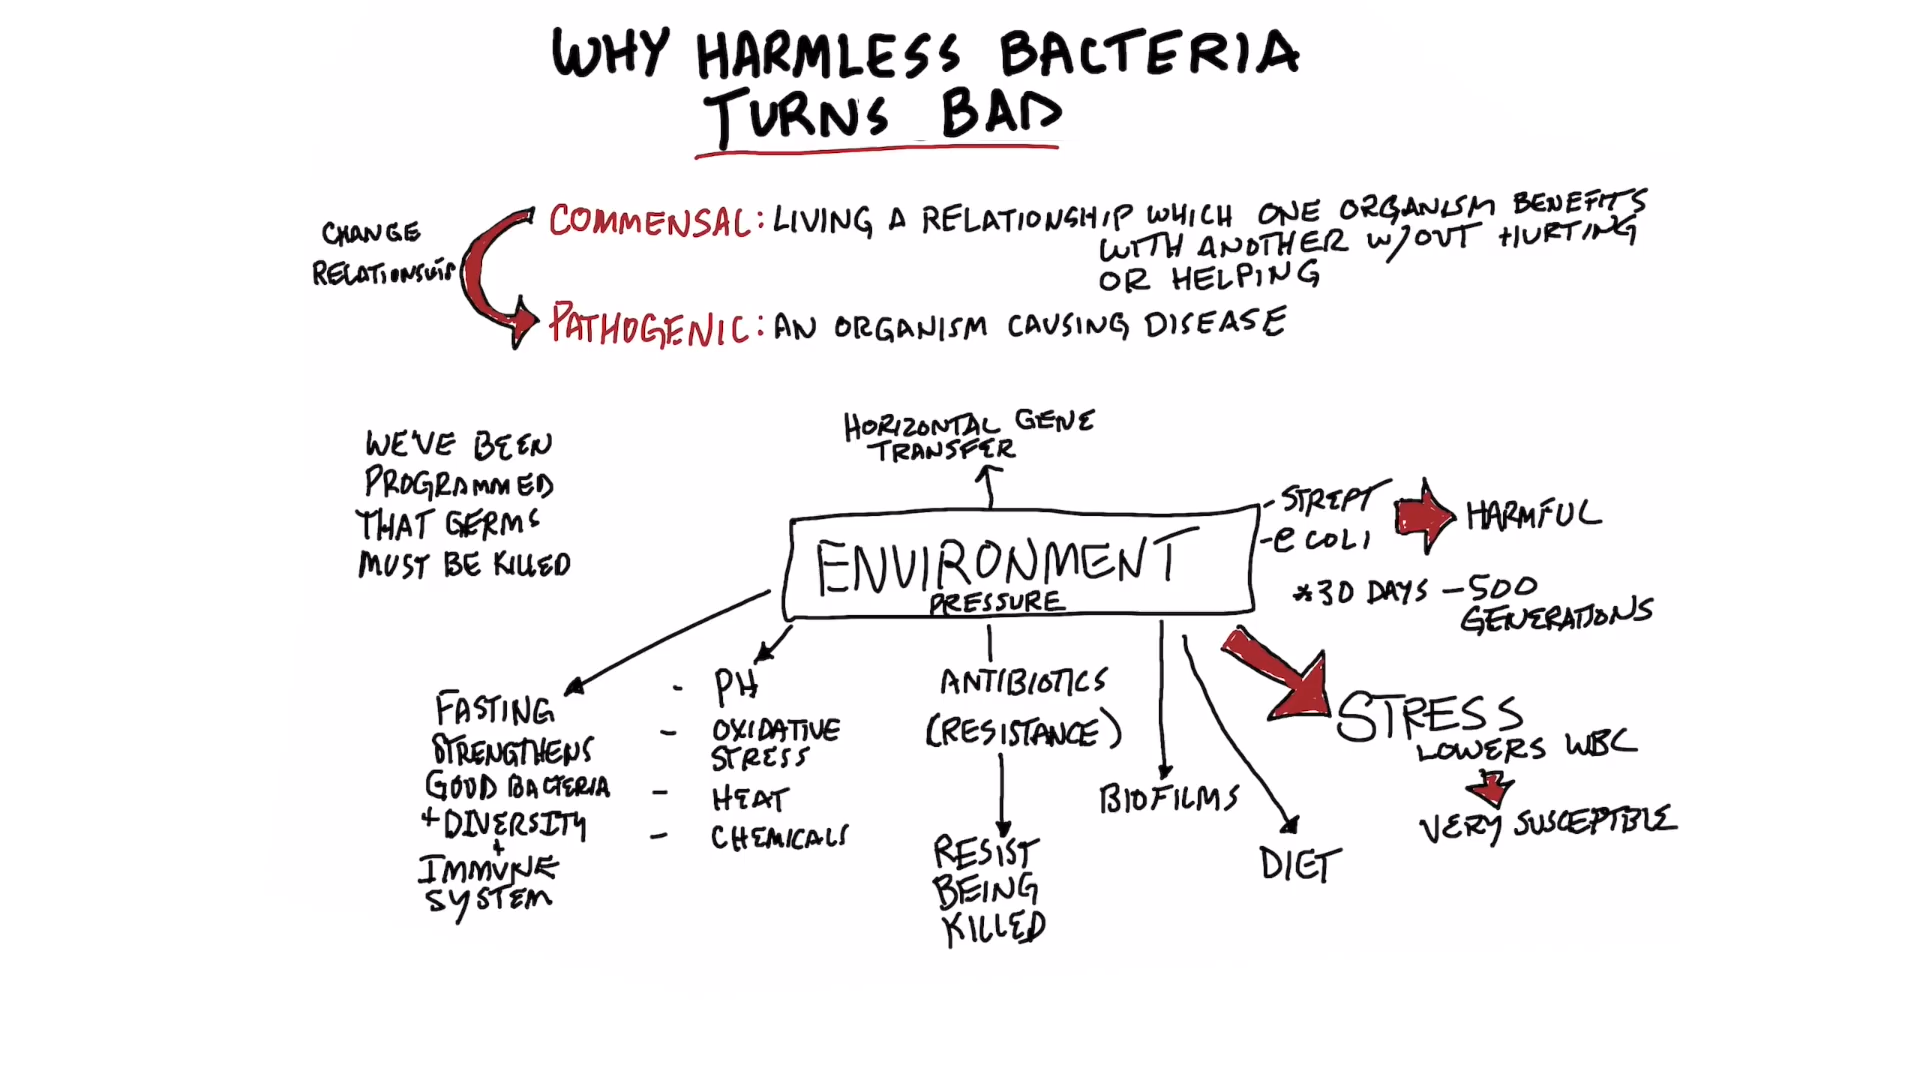 WHY HARMLESS BACTERIA
TURNS BAD
CHANGE
RELATIONSHIP
COMMENSAL: LIVING A RELATIONSHIP WHICH ONE ORGANISM BENEFITS
WITH ANOTHER W/OUT HURTING
OR HELPING
PATHOGENIC: AN ORGANISM CAUSING DISEASE
WE'VE BEEN
PROGRAMMED
THAT GERMS
MUST BE KILLED
HORIZONTAL GENE
TRANSFER
ENVIRONMENT
PRESSURE
- STREPT
- e COLI
HARMFUL
*30 DAYS - 500
GENERATIONS
FASTING
STRENGTHENS
GOOD BACTERIA
+ DIVERSITY
+
IMMUNE
SYSTEM
- PH
- OXIDATIVE
STRESS
- HEAT
- CHEMICALS
ANTIBIOTICS
(RESISTANCE)
RESIST
BEING
KILLED
BIOFILMS
DIET
STRESS
LOWERS WBC
VERY SUSCEPTBLE